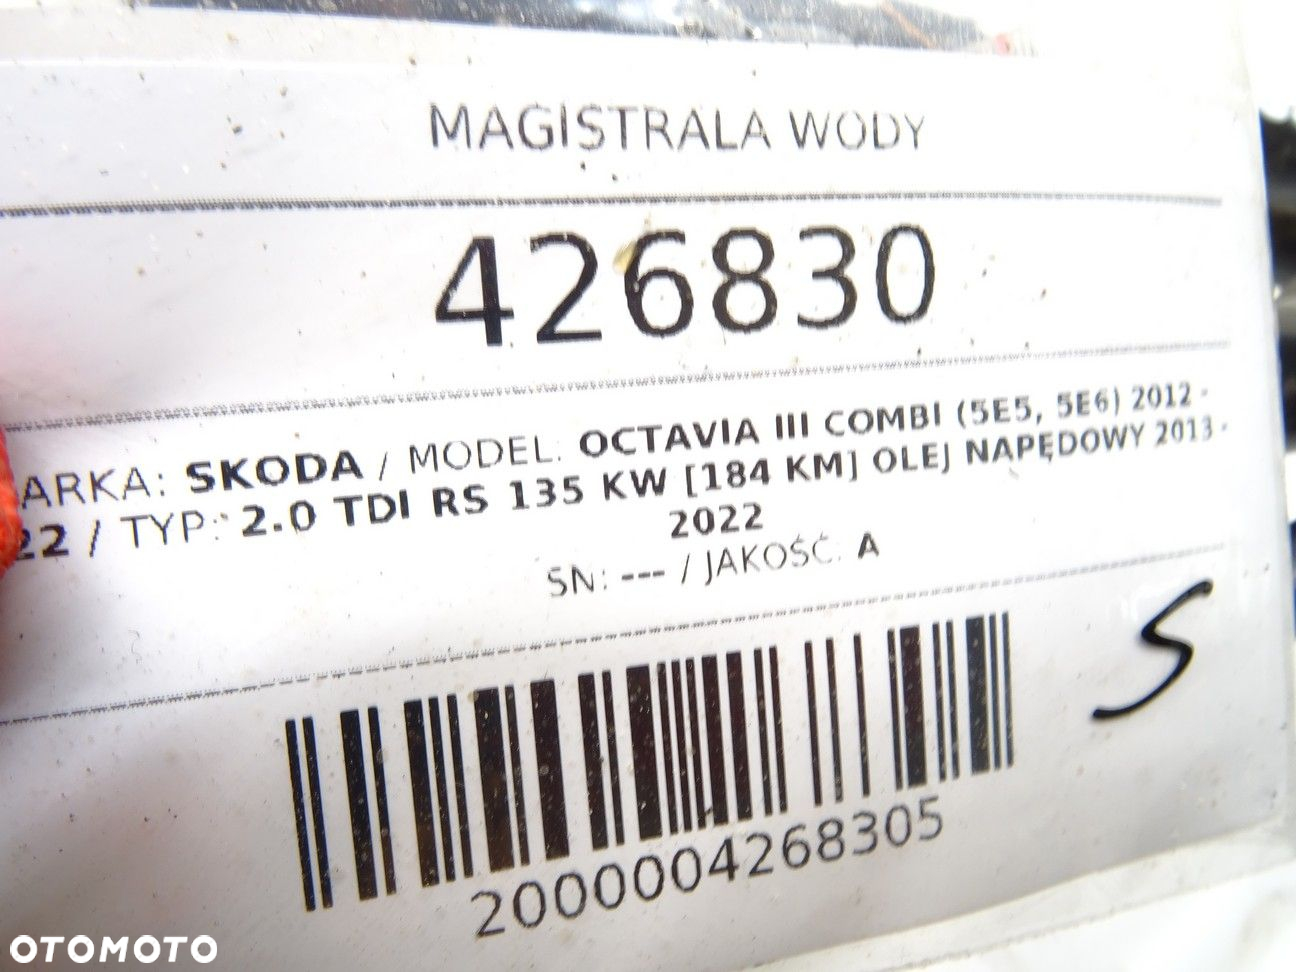 MAGISTRALA WODY
426830
ARKA: SKODA / MODEL: OCTAVIA III COMBI (5E5, 5E6) 2012 -
22 / TYP: 2.0 TDI RS 135 KW [184 KM] OLEJ NAPĘDOWY 2013 -
2022
SN: --- / JAKOŚĆ: A
S
2000004268305
OTOMOTO